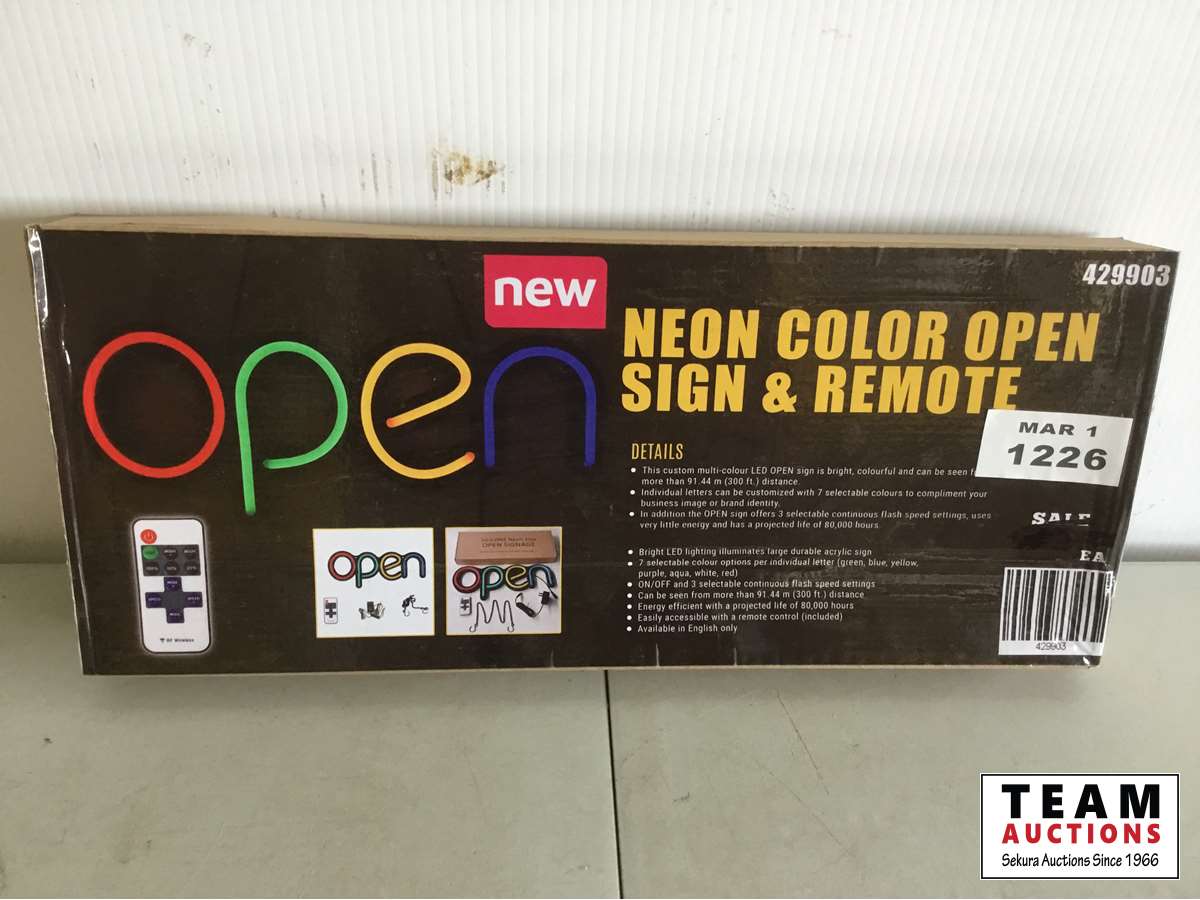 new
429903
open
NEON COLOR OPEN
SIGN & REMOTE
MAR 1
1226
DETAILS
• This custom multi-colour LED OPEN sign is bright, colourful and can be seen
more than 91.44 m (300 ft.) distance.
• Individual letters can be customized with 7 selectable colours to compliment your
business image or brand identity.
• In addition the OPEN sign offers 3 selectable continuous flash speed settings, uses
very little energy and has a projected life of 80,000 hours.
• Bright LED lighting illuminates large durable acrylic sign
• 7 selectable colour options per individual letter (green, blue, yellow,
purple, aqua, white, red)
• ON/OFF and 3 selectable continuous flash speed settings
• Can be seen from more than 91.44 m (300 ft.) distance
• Energy efficient with a projected life of 80,000 hours
• Easily accessible with a remote control (included)
• Available in English only
SALE
EA
429903
RF Wireless
open
OPEN SIGNAGE
open
TEAM
AUCTIONS
Sekura Auctions Since 1966